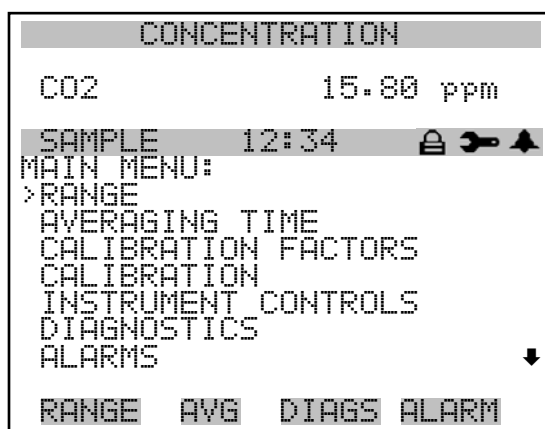 CONCENTRATION
CO2 15.80 ppm
SAMPLE 12:34
MAIN MENU:
>RANGE
AVERAGING TIME
CALIBRATION FACTORS
CALIBRATION
INSTRUMENT CONTROLS
DIAGNOSTICS
ALARMS
RANGE AVG DIAGS ALARM